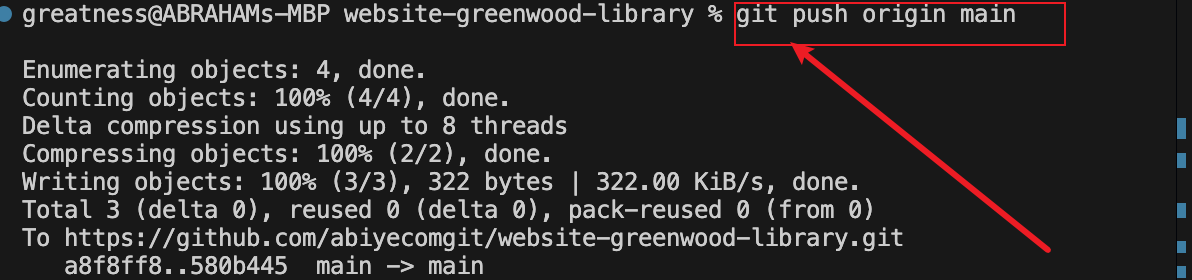 greatness@ABRAHAMs-MBP website-greenwood-library % git push origin main
Enumerating objects: 4, done.
Counting objects: 100% (4/4), done.
Delta compression using up to 8 threads
Compressing objects: 100% (2/2), done.
Writing objects: 100% (3/3), 322 bytes | 322.00 KiB/s, done.
Total 3 (delta 0), reused 0 (delta 0), pack-reused 0 (from 0)
To https://github.com/abiyecomgit/website-greenwood-library.git
   a8f8ff8..580b445  main -> main